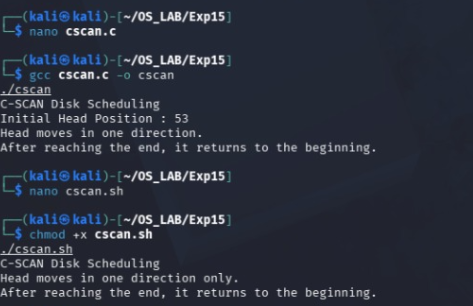 ┌──(kali㉿kali)-[~/OS_LAB/Exp15]
└─$ nano cscan.c
┌──(kali㉿kali)-[~/OS_LAB/Exp15]
└─$ gcc cscan.c -o cscan
./cscan
C-SCAN Disk Scheduling
Initial Head Position : 53
Head moves in one direction.
After reaching the end, it returns to the beginning.
┌──(kali㉿kali)-[~/OS_LAB/Exp15]
└─$ nano cscan.sh
┌──(kali㉿kali)-[~/OS_LAB/Exp15]
└─$ chmod +x cscan.sh
./cscan.sh
C-SCAN Disk Scheduling
Head moves in one direction only.
After reaching the end, it returns to the beginning.